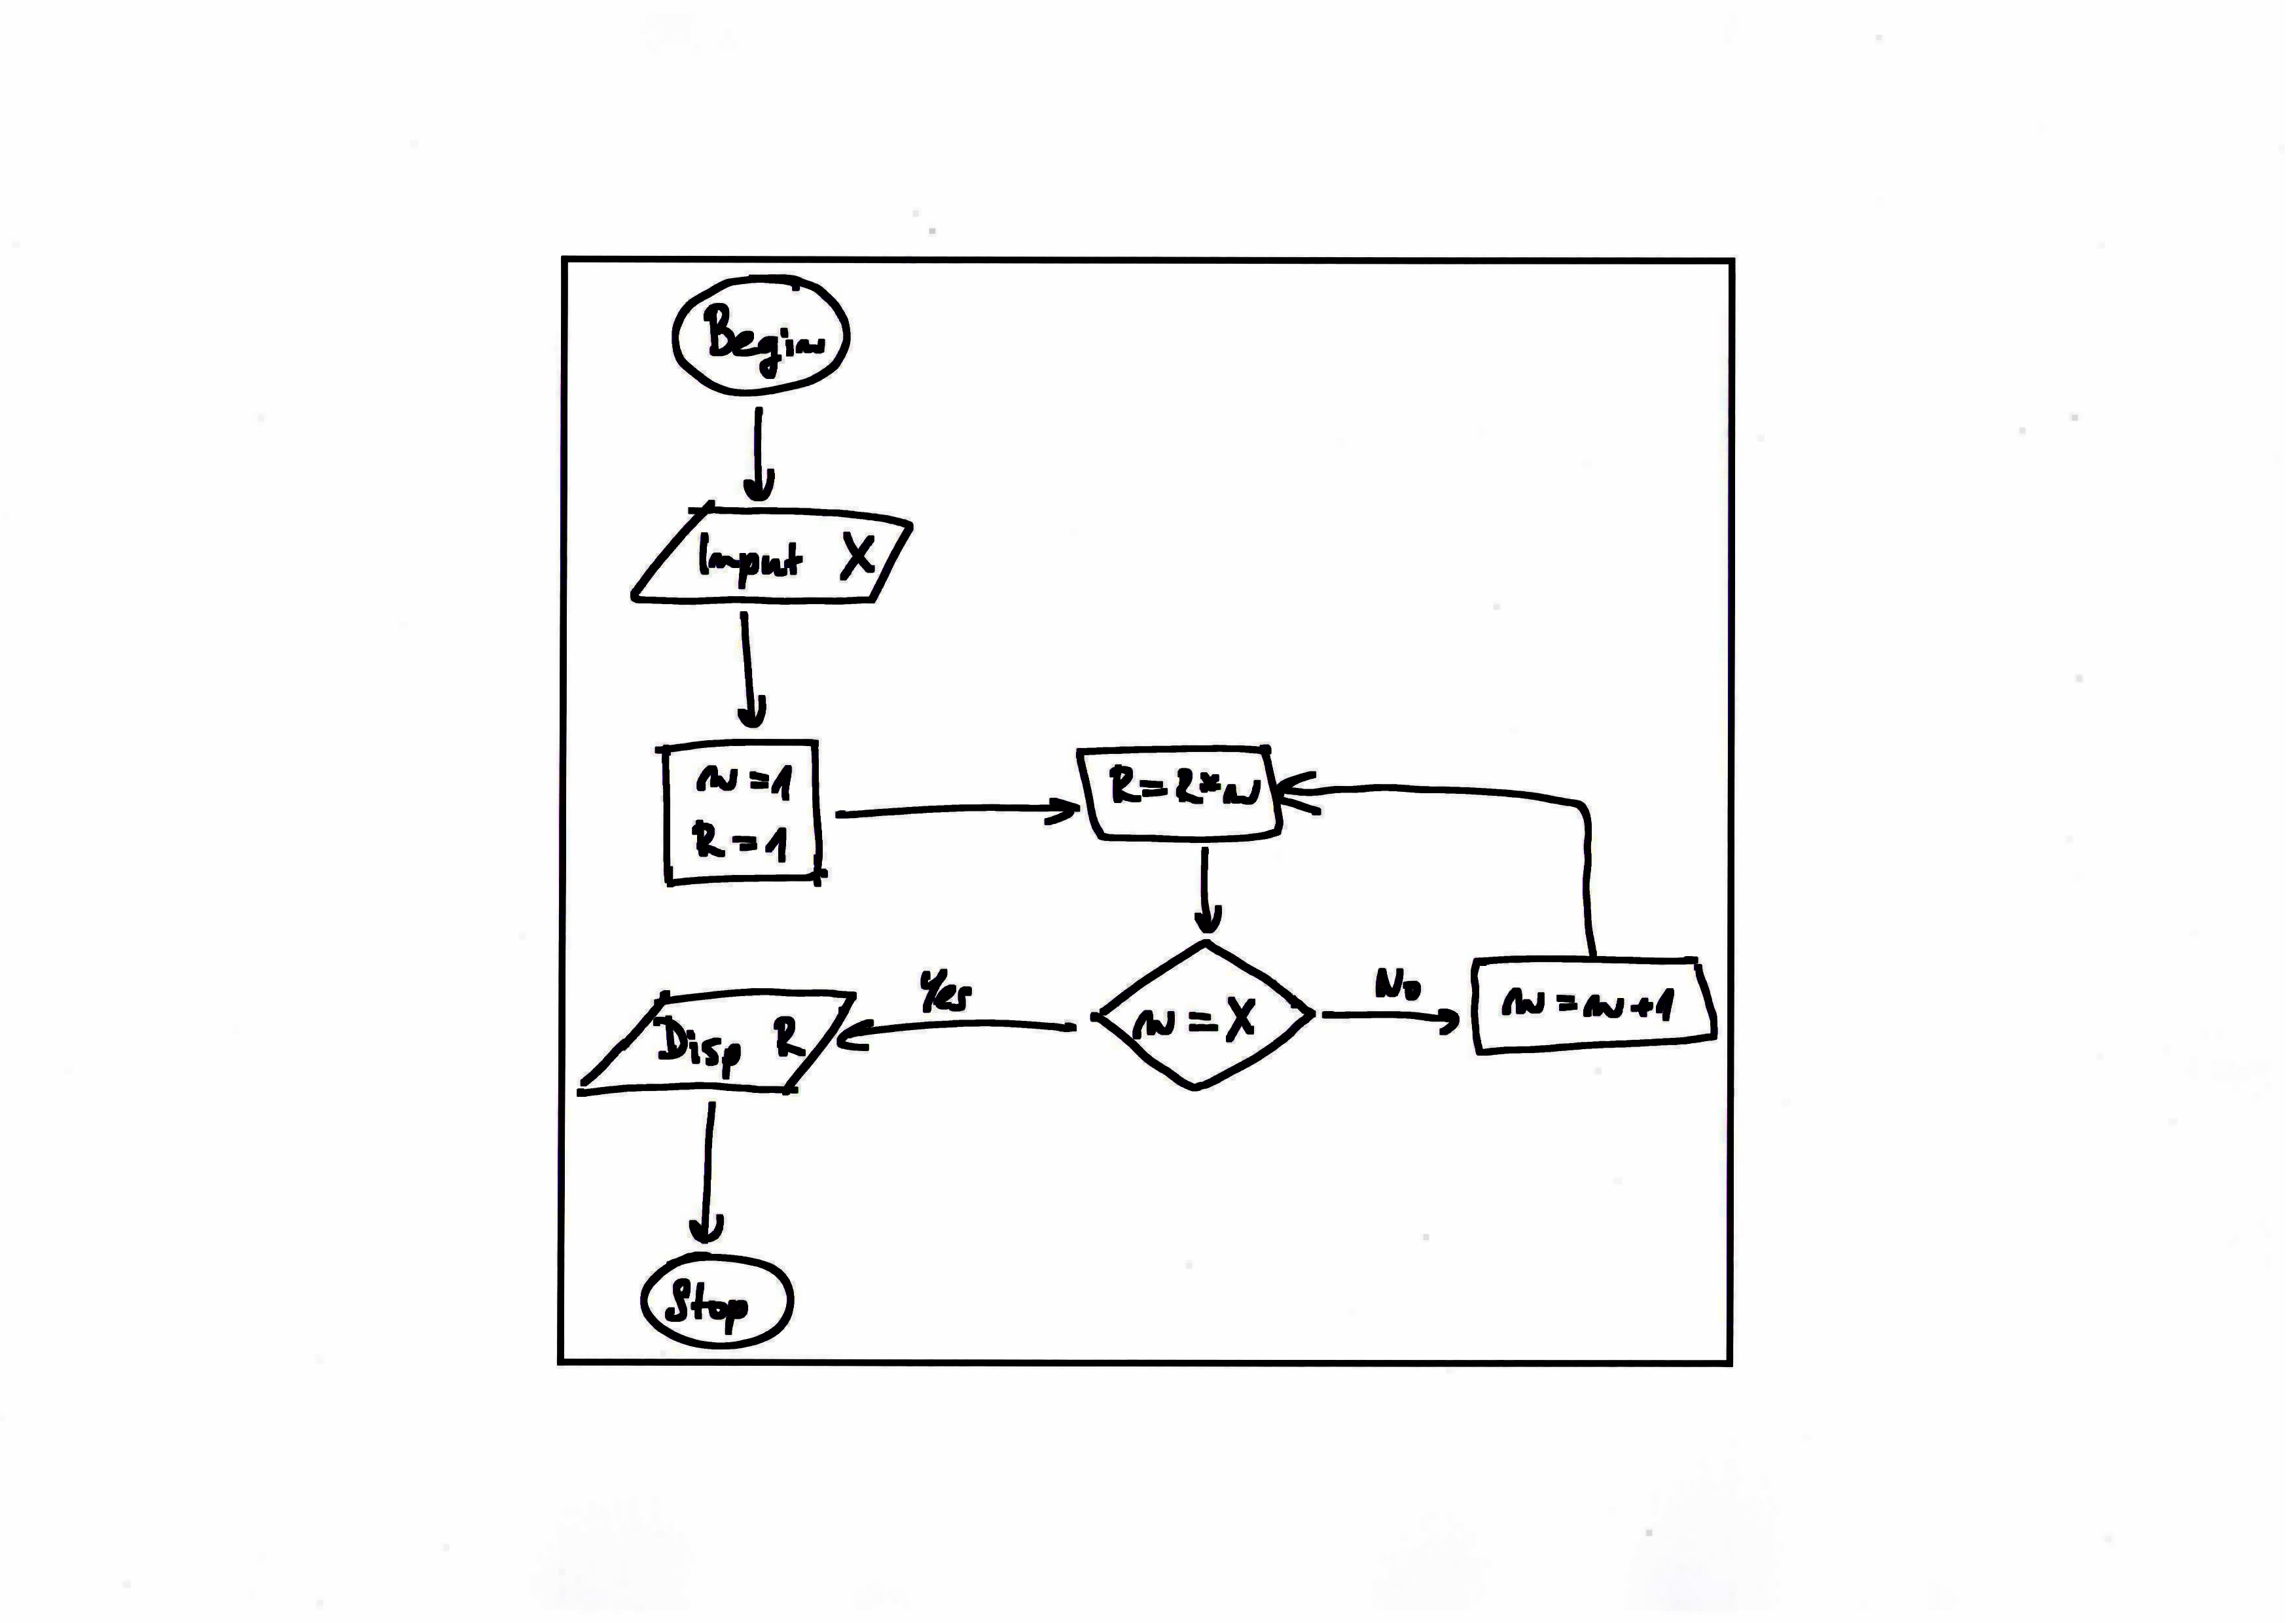 Begin
Input X
n = 1
R = 1
R = R * n
n = X
Yes
No
n = n + 1
Disp R
Stop